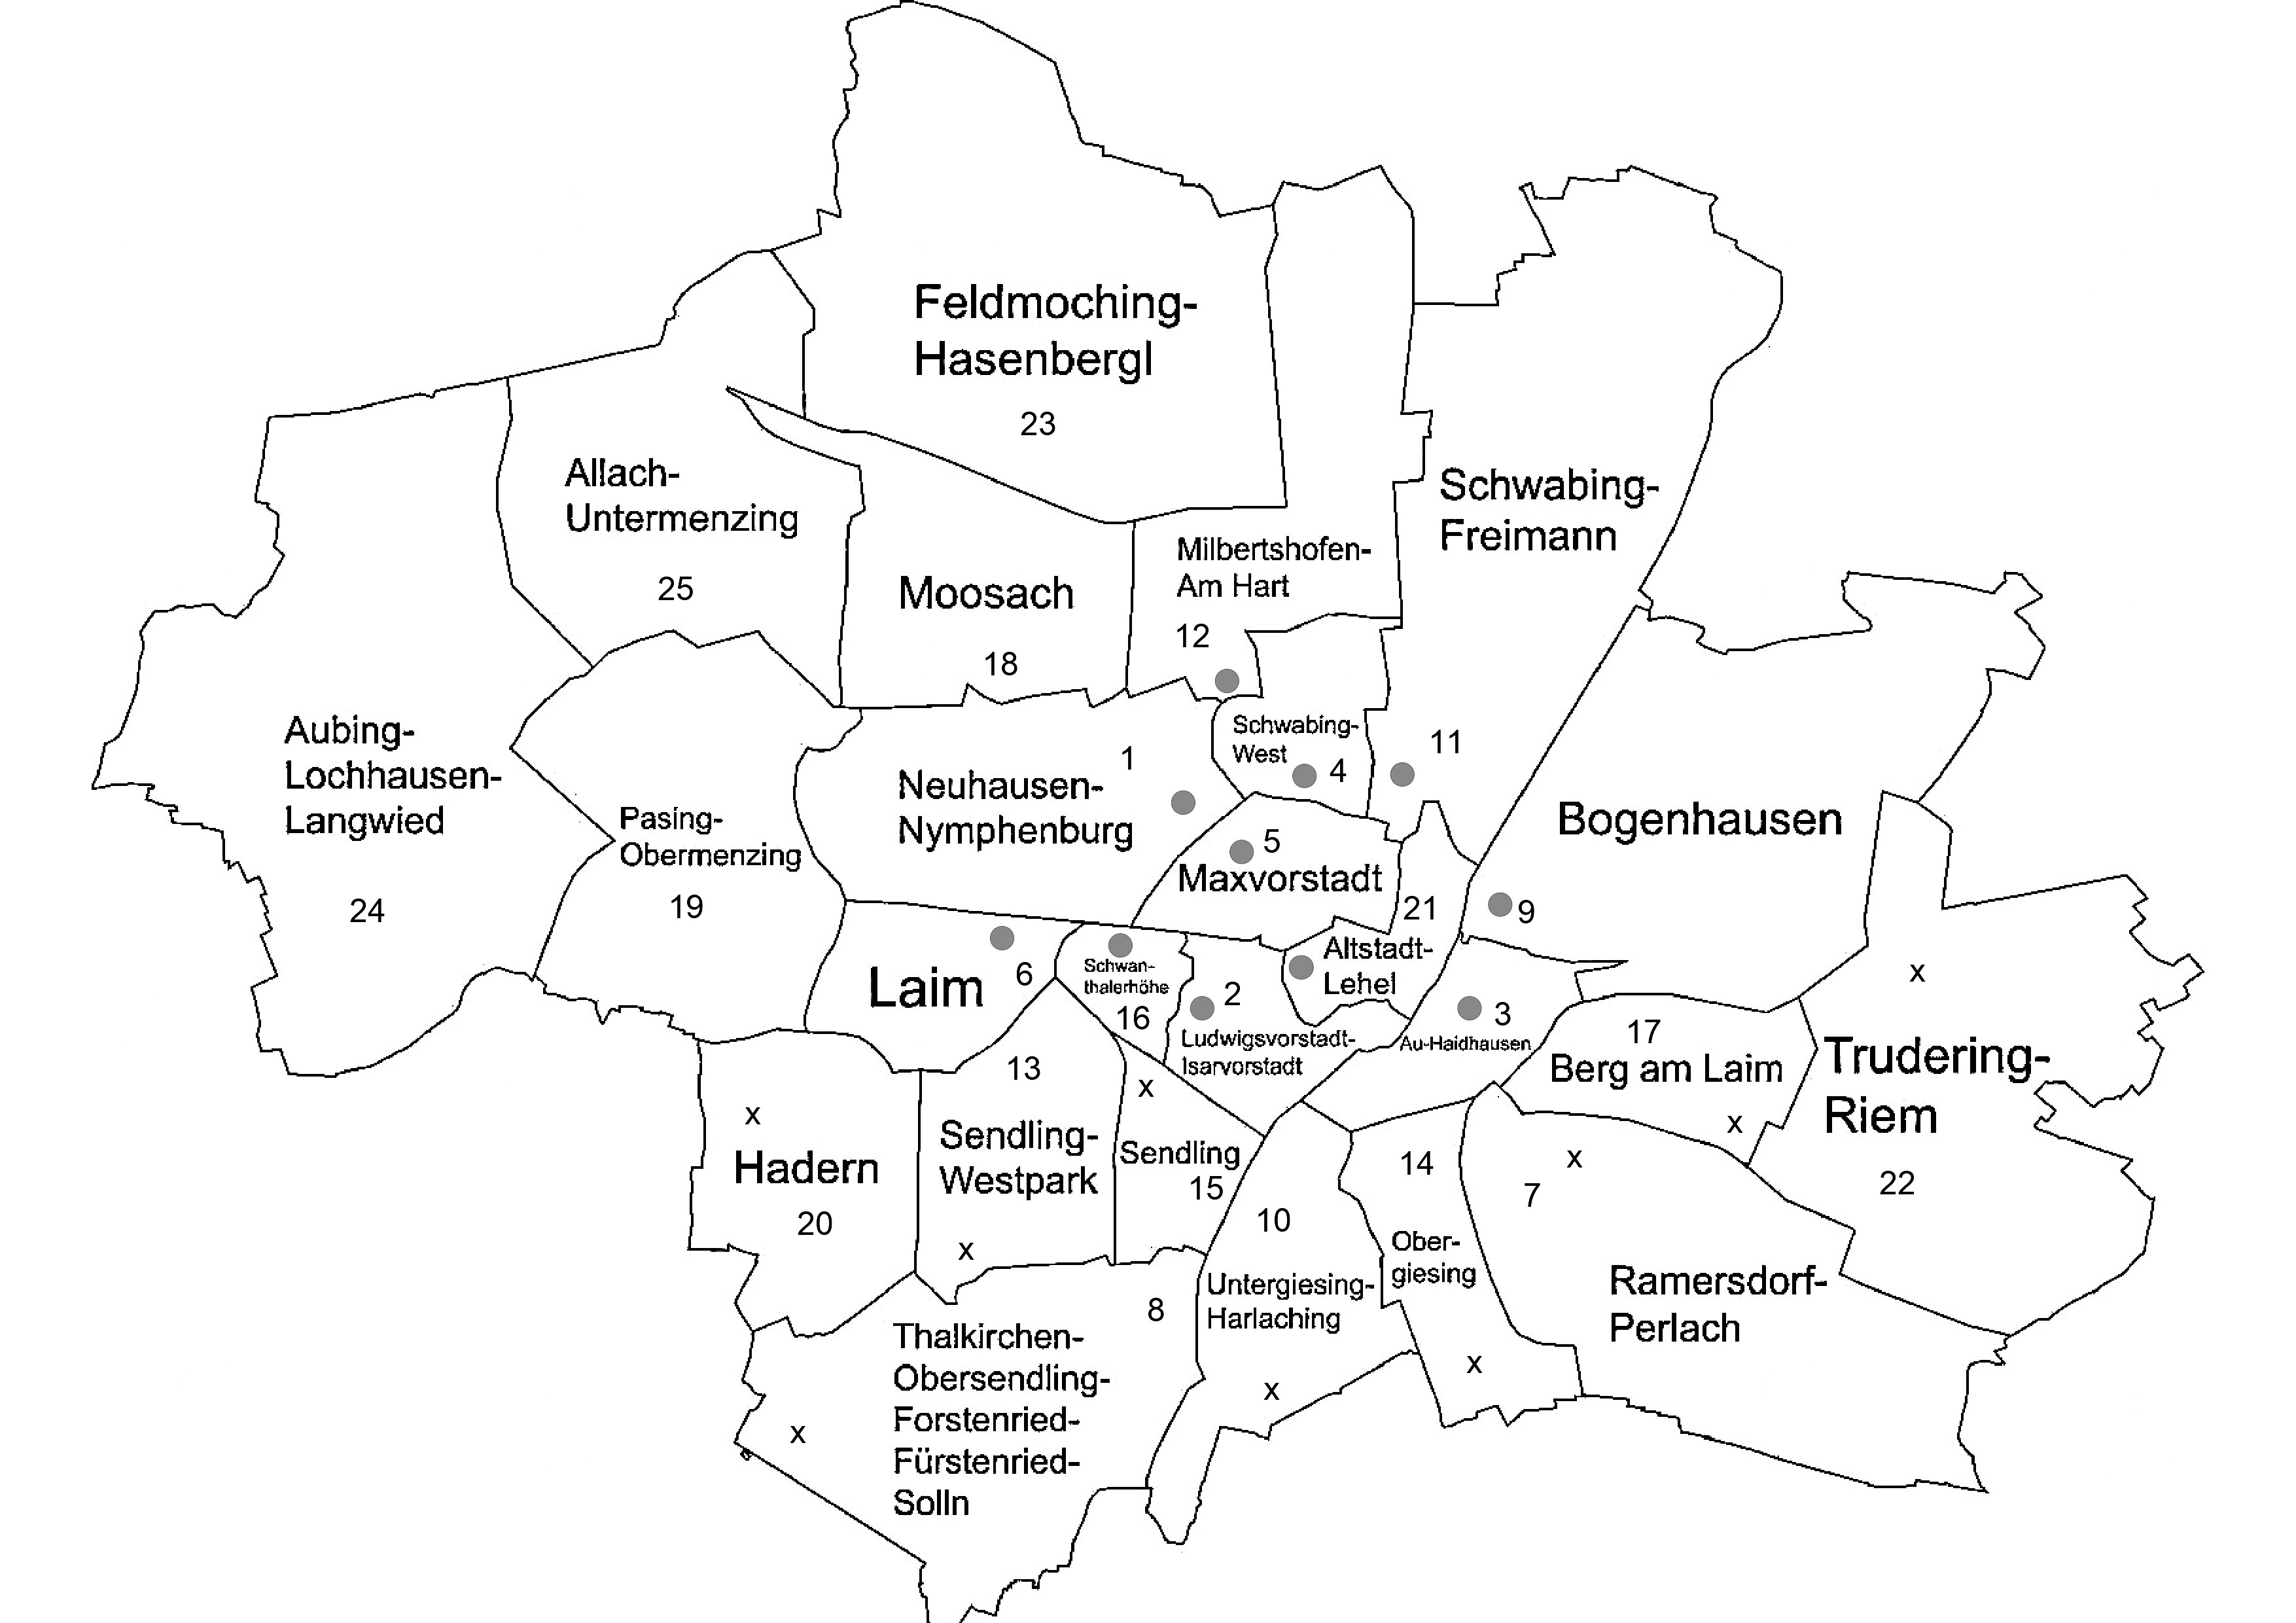 Feldmoching-
Hasenbergl
23
Allach-
Untermenzing
25
Schwabing-
Freimann
11
Milbertshofen-
Am Hart
12
Moosach
18
Aubing-
Lochhausen-
Langwied
24
Pasing-
Obermenzing
19
1
Neuhausen-
Nymphenburg
Schwabing-
West
4
5
Maxvorstadt
Bogenhausen
9
21
Altstadt-
Lehel
Laim
6
Schwan-
thalerhöhe
16
2
Ludwigsvorstadt-
Isarvorstadt
3
Au-Haidhausen
17
Berg am Laim
x
x
Trudering-
Riem
22
x
Hadern
20
13
Sendling-
Westpark
x
x
Sendling
15
10
Untergiesing-
Harlaching
x
14
Ober-
giesing
x
x
7
Ramersdorf-
Perlach
8
Thalkirchen-
Obersendling-
Forstenried-
Fürstenried-
Solln
x